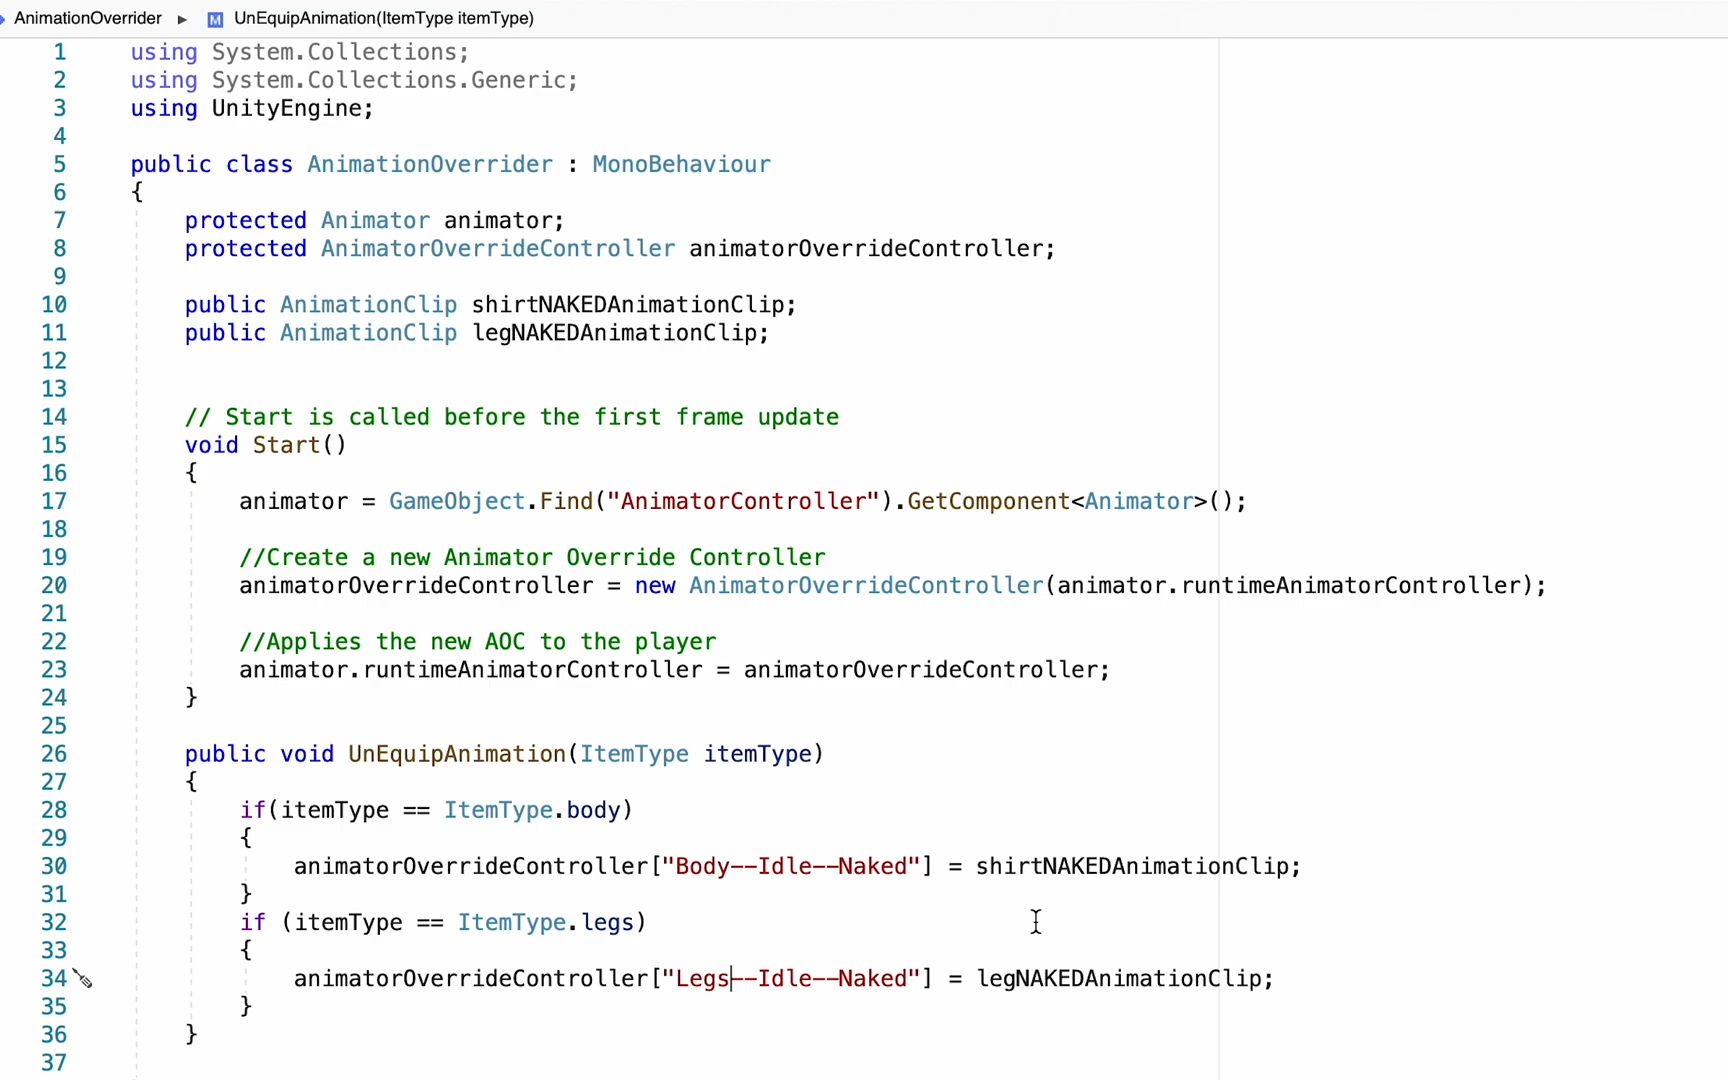 AnimationOverrider ▶ M UnEquipAnimation(ItemType itemType)
1 using System.Collections;
2 using System.Collections.Generic;
3 using UnityEngine;
4
5 public class AnimationOverrider : MonoBehaviour
6 {
7 protected Animator animator;
8 protected AnimatorOverrideController animatorOverrideController;
9
10 public AnimationClip shirtNAKEDAnimationClip;
11 public AnimationClip legNAKEDAnimationClip;
12
13
14 // Start is called before the first frame update
15 void Start()
16 {
17 animator = GameObject.Find("AnimatorController").GetComponent<Animator>();
18
19 //Create a new Animator Override Controller
20 animatorOverrideController = new AnimatorOverrideController(animator.runtimeAnimatorController);
21
22 //Applies the new AOC to the player
23 animator.runtimeAnimatorController = animatorOverrideController;
24 }
25
26 public void UnEquipAnimation(ItemType itemType)
27 {
28 if(itemType == ItemType.body)
29 {
30 animatorOverrideController["Body--Idle--Naked"] = shirtNAKEDAnimationClip;
31 }
32 if (itemType == ItemType.legs)
33 {
34 animatorOverrideController["Legs--Idle--Naked"] = legNAKEDAnimationClip;
35 }
36 }
37